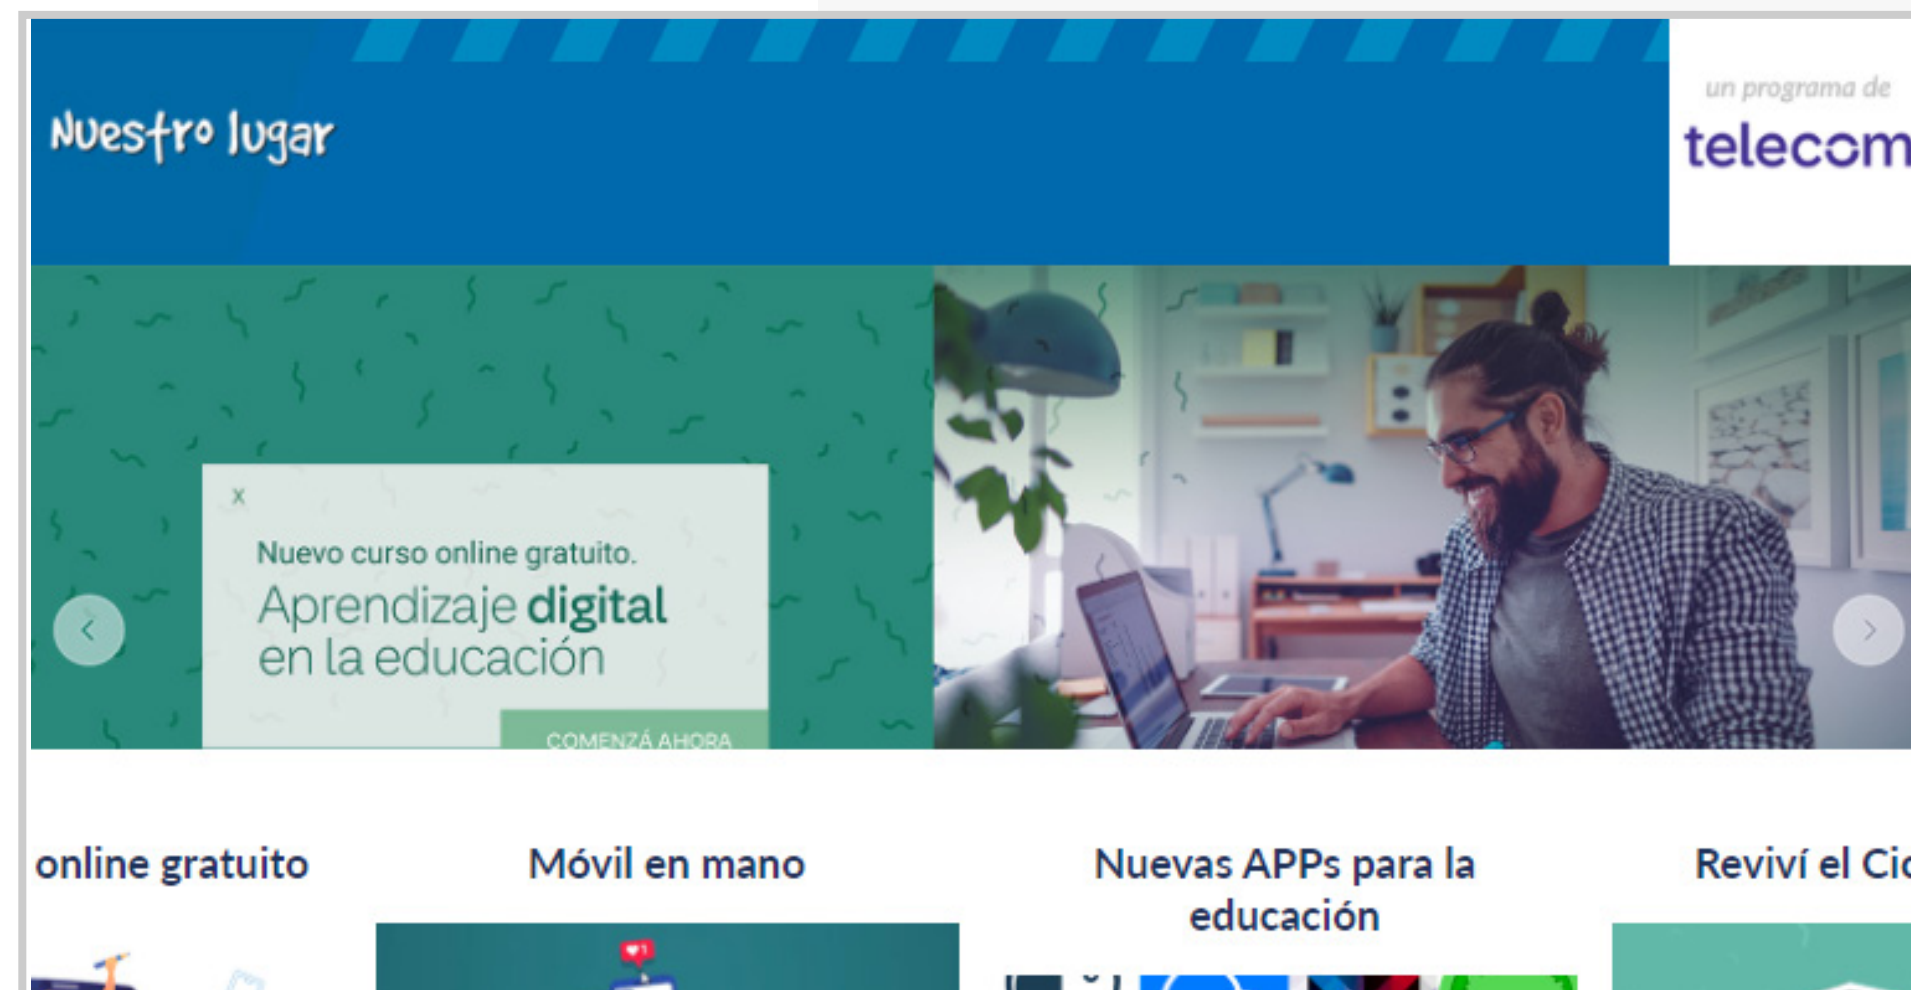 Nuestro lugar
un programa de
telecom
X
Nuevo curso online gratuito.
Aprendizaje digital
en la educación
COMENZÁ AHORA
online gratuito
Móvil en mano
Nuevas APPs para la
educación
Reviví el
1